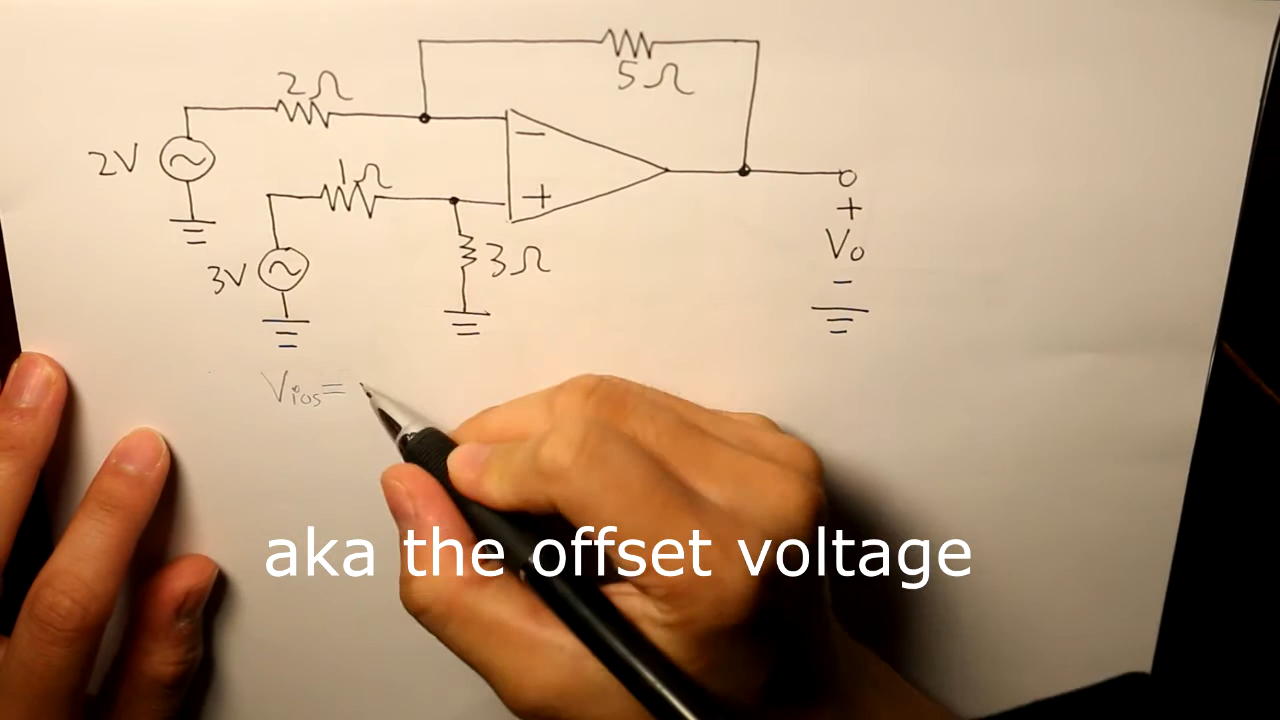 5Ω
2Ω
2V
1Ω
3V
3Ω
−
+
+
Vo
−
Vios=
aka the offset voltage